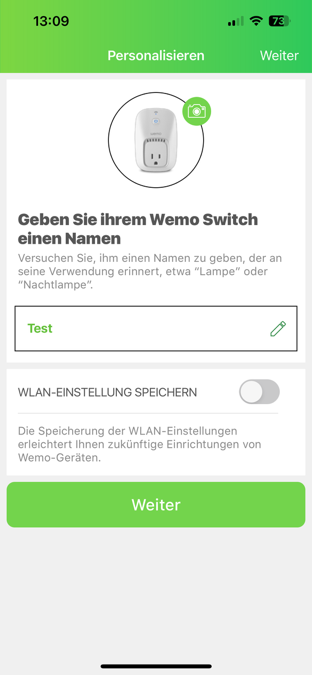 13:09
73
Personalisieren
Weiter
Geben Sie ihrem Wemo Switch
einen Namen
Versuchen Sie, ihm einen Namen zu geben, der an
seine Verwendung erinnert, etwa “Lampe” oder
“Nachtlampe”.
Test
WLAN-EINSTELLUNG SPEICHERN
Die Speicherung der WLAN-Einstellungen
erleichtert Ihnen zukünftige Einrichtungen von
Wemo-Geräten.
Weiter